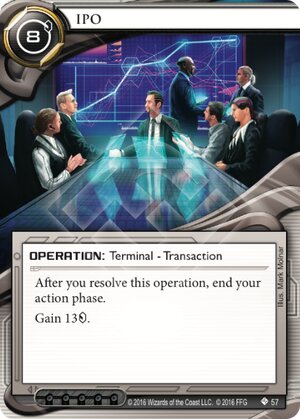 IPO
8
OPERATION: Terminal - Transaction
After you resolve this operation, end your
action phase.
Gain 13
Illus. Mark Molnar
© 2016 Wizards of the Coast LLC. © 2016 FFG
57